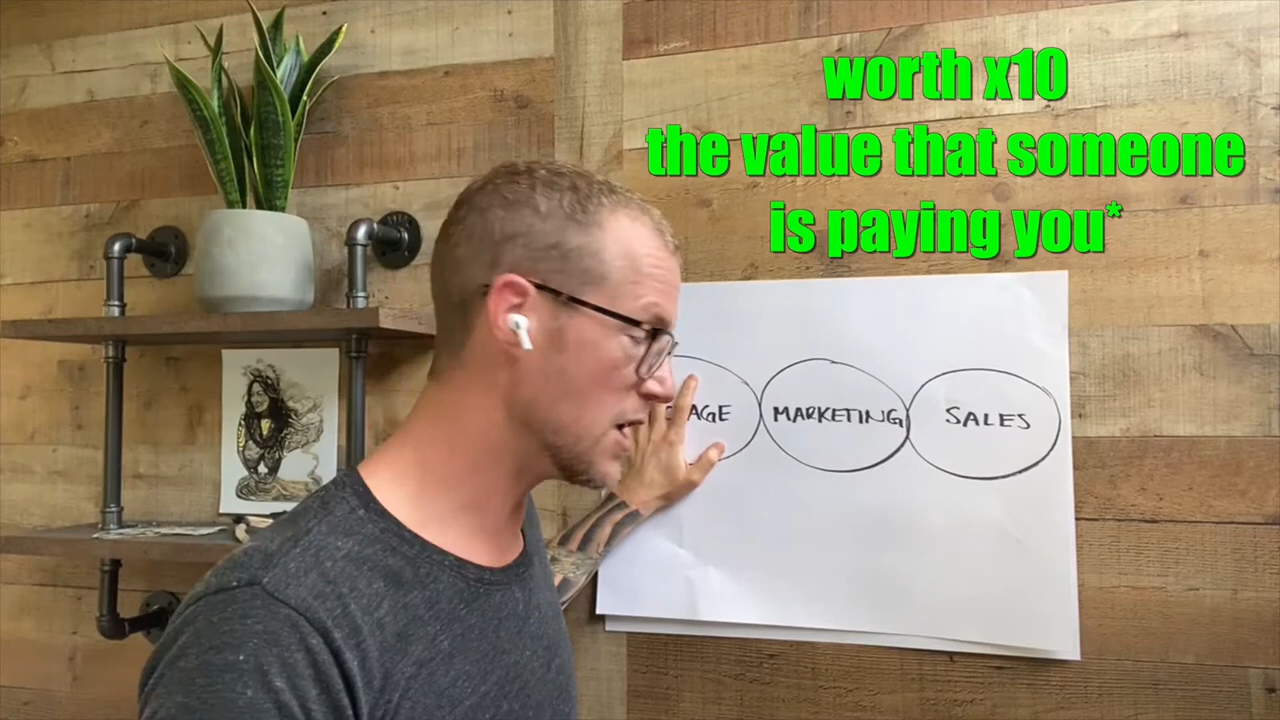 worth x10
the value that someone
is paying you*
MARKETING
SALES